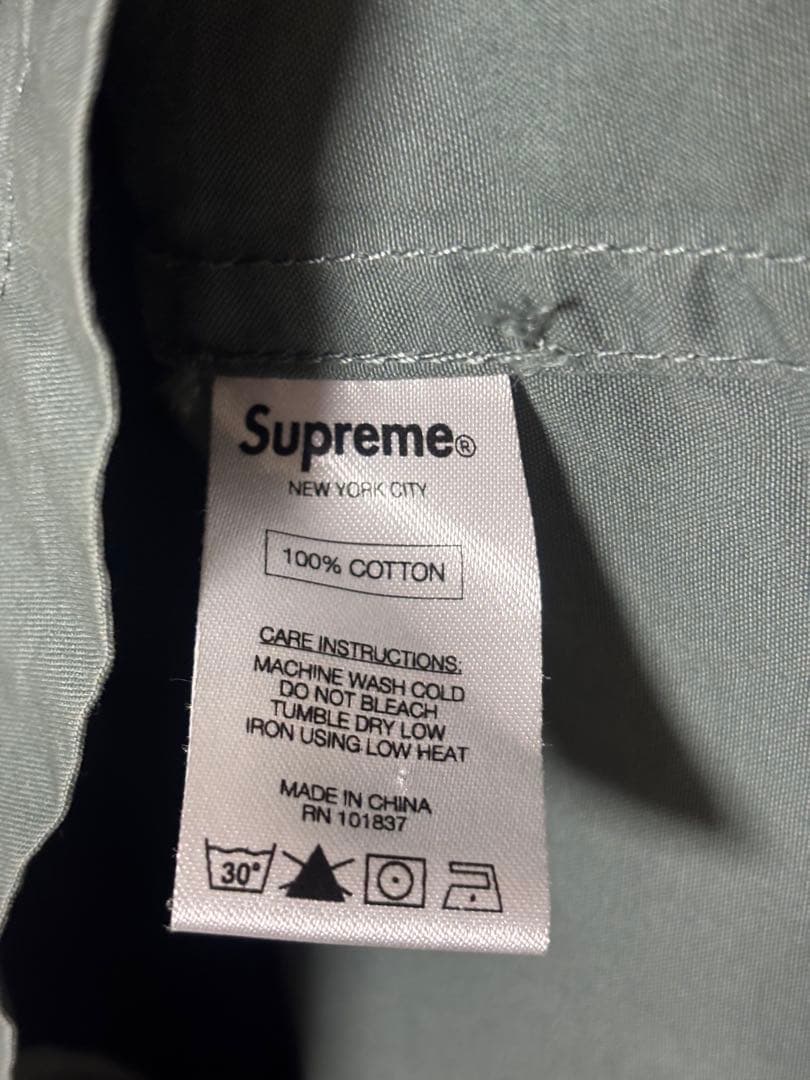 Supreme®
NEW YORK CITY
100% COTTON
CARE INSTRUCTIONS:
MACHINE WASH COLD
DO NOT BLEACH
TUMBLE DRY LOW
IRON USING LOW HEAT
MADE IN CHINA
RN 101837
30°